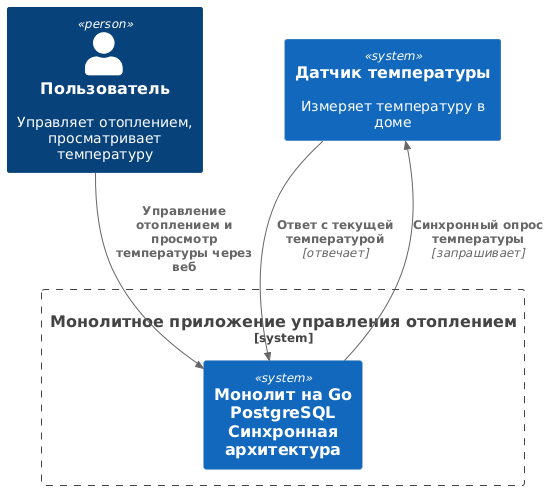 «person»
Пользователь
Управляет отоплением,
просматривает
температуру
«system»
Датчик температуры
Измеряет температуру в
доме
Управление
отоплением и
просмотр
температуры через
веб
Ответ с текущей
температурой
[отвечает]
Синхронный опрос
температуры
[запрашивает]
Монолитное приложение управления отоплением
[system]
«system»
Монолит на Go
PostgreSQL
Синхронная
архитектура